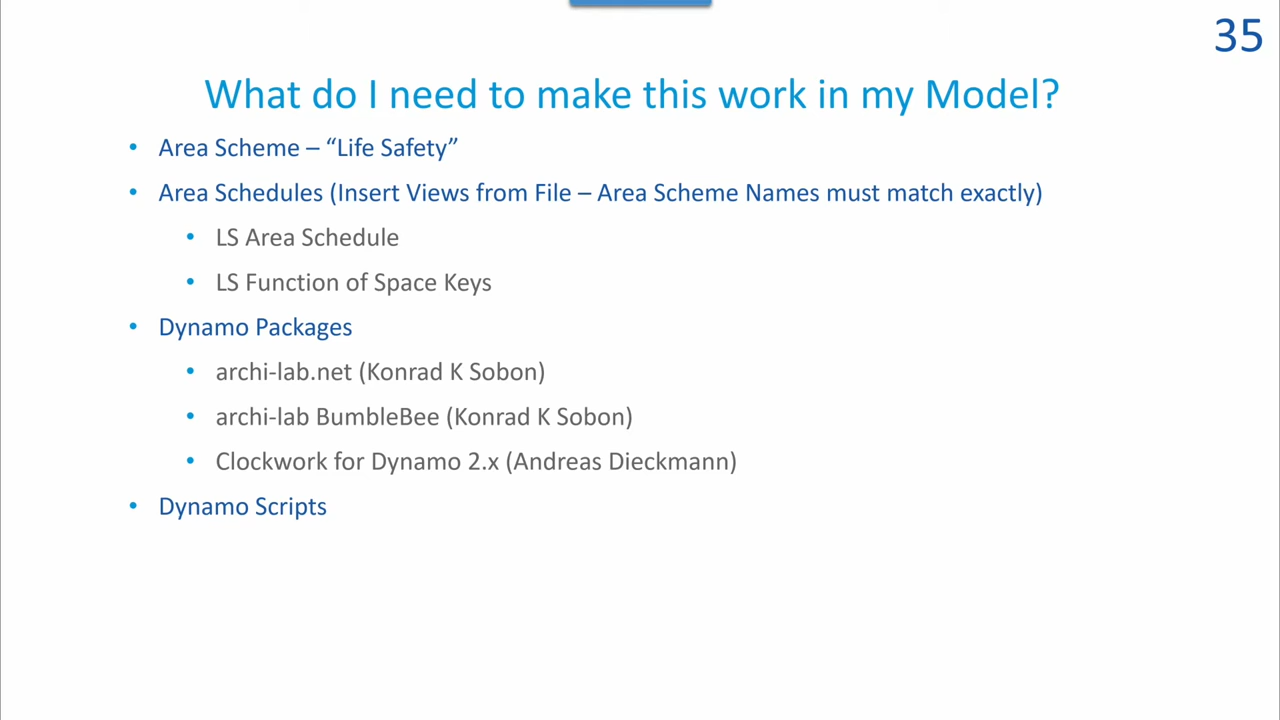 35
What do I need to make this work in my Model?
• Area Scheme – “Life Safety”
• Area Schedules (Insert Views from File – Area Scheme Names must match exactly)
• LS Area Schedule
• LS Function of Space Keys
• Dynamo Packages
• archi-lab.net (Konrad K Sobon)
• archi-lab BumbleBee (Konrad K Sobon)
• Clockwork for Dynamo 2.x (Andreas Dieckmann)
• Dynamo Scripts